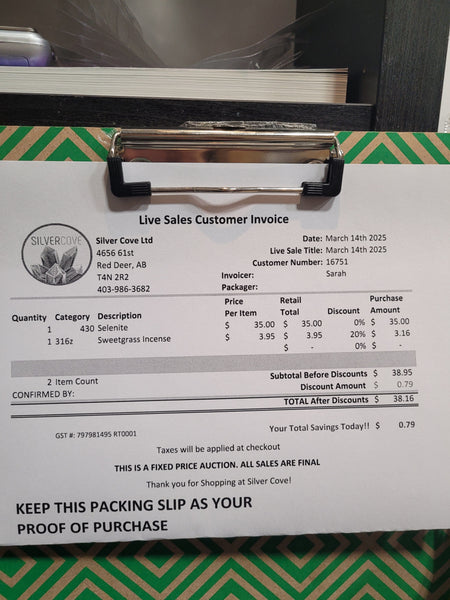 Live Sales Customer Invoice
SILVERCOVE
Silver Cove Ltd
4656 61st
Red Deer, AB
T4N 2R2
403-986-3682
Date: March 14th 2025
Live Sale Title: March 14th 2025
Customer Number: 16751
Invoicer: Sarah
Packager:
Quantity Category Description Price Per Item Retail Total Discount Purchase Amount
1 430 Selenite $ 35.00 $ 35.00 0% $ 35.00
1 316z Sweetgrass Incense $ 3.95 $ 3.95 20% $ 3.16
$ - 0% $ -
2 Item Count Subtotal Before Discounts $ 38.95
CONFIRMED BY: Discount Amount $ 0.79
TOTAL After Discounts $ 38.16
GST #: 797981495 RT0001 Your Total Savings Today!! $ 0.79
Taxes will be applied at checkout
THIS IS A FIXED PRICE AUCTION. ALL SALES ARE FINAL
Thank you for Shopping at Silver Cove!
KEEP THIS PACKING SLIP AS YOUR
PROOF OF PURCHASE